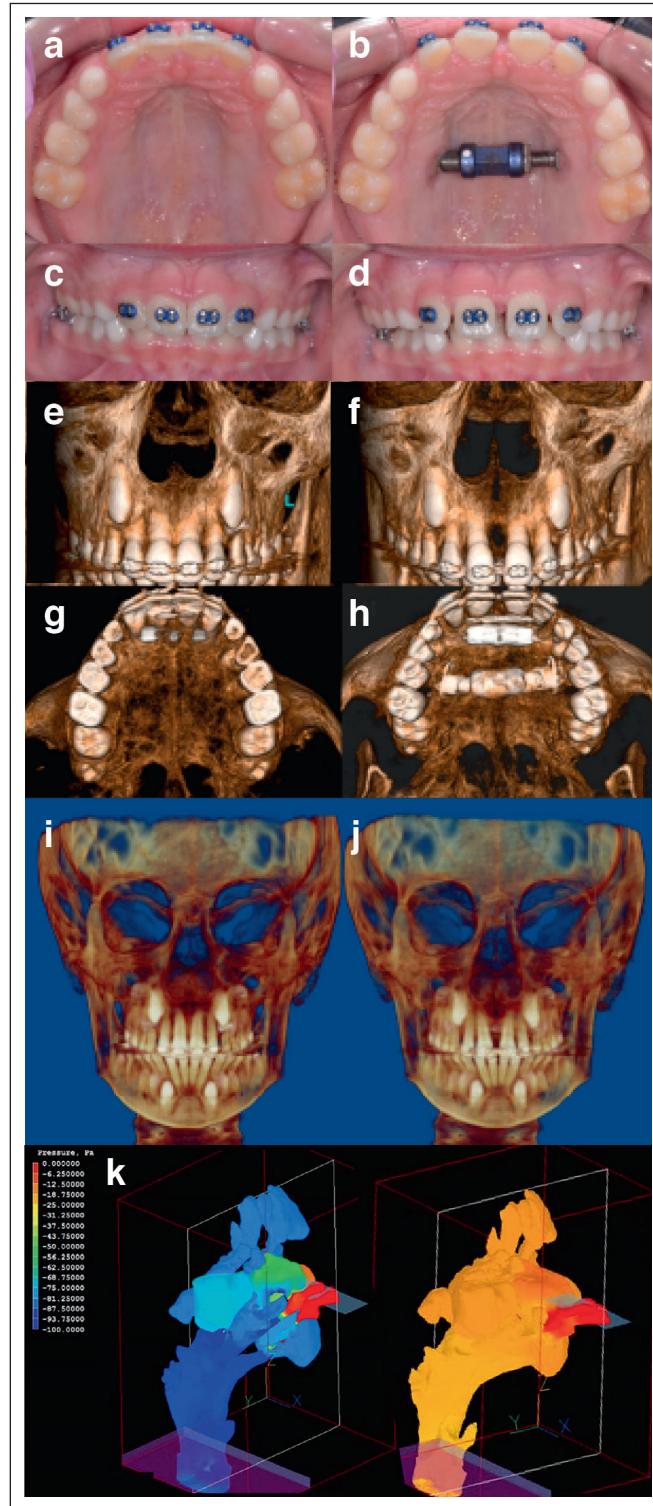 a
b
c
d
e
f
L
g
h
i
j
k
Pressure, PA
0.000000
-6.250000
-12.50000
-18.75000
-25.00000
-31.25000
-37.50000
-43.75000
-50.00000
-56.25000
-62.50000
-68.75000
-75.00000
-81.25000
-87.50000
-93.75000
-100.0000
Y
X
Z
Y
X
Z